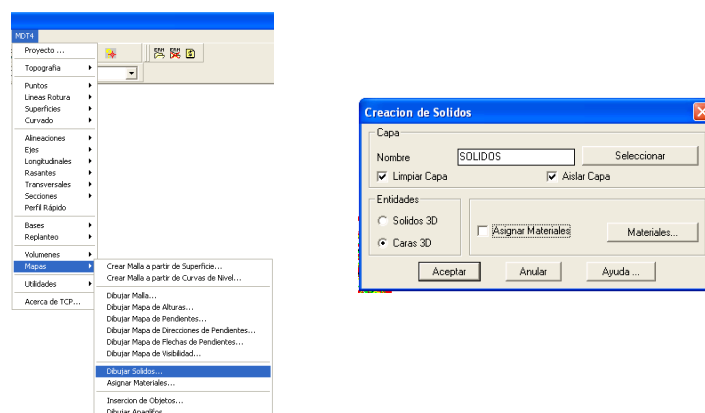 MDT4
Proyecto ...
Topografia
Puntos
Lineas Rotura
Superficies
Curvado
Alineaciones
Ejes
Longitudinales
Rasantes
Transversales
Secciones
Perfil Rápido
Bases
Replanteo
Volumenes
Mapas
Utilidades
Acerca de TCP...
Crear Malla a partir de Superficie...
Crear Malla a partir de Curvas de Nivel...
Dibujar Malla...
Dibujar Mapa de Alturas...
Dibujar Mapa de Pendientes...
Dibujar Mapa de Direcciones de Pendientes...
Dibujar Mapa de Flechas de Pendientes...
Dibujar Mapa de Visibilidad...
Dibujar Solidos...
Asignar Materiales...
Insercion de Objetos...
Dibujar Anaglifos...
Creacion de Solidos
Capa
Nombre SOLIDOS Seleccionar
Limpiar Capa Aislar Capa
Entidades
Solidos 3D
Caras 3D
Asignar Materiales Materiales...
Aceptar Anular Ayuda ...